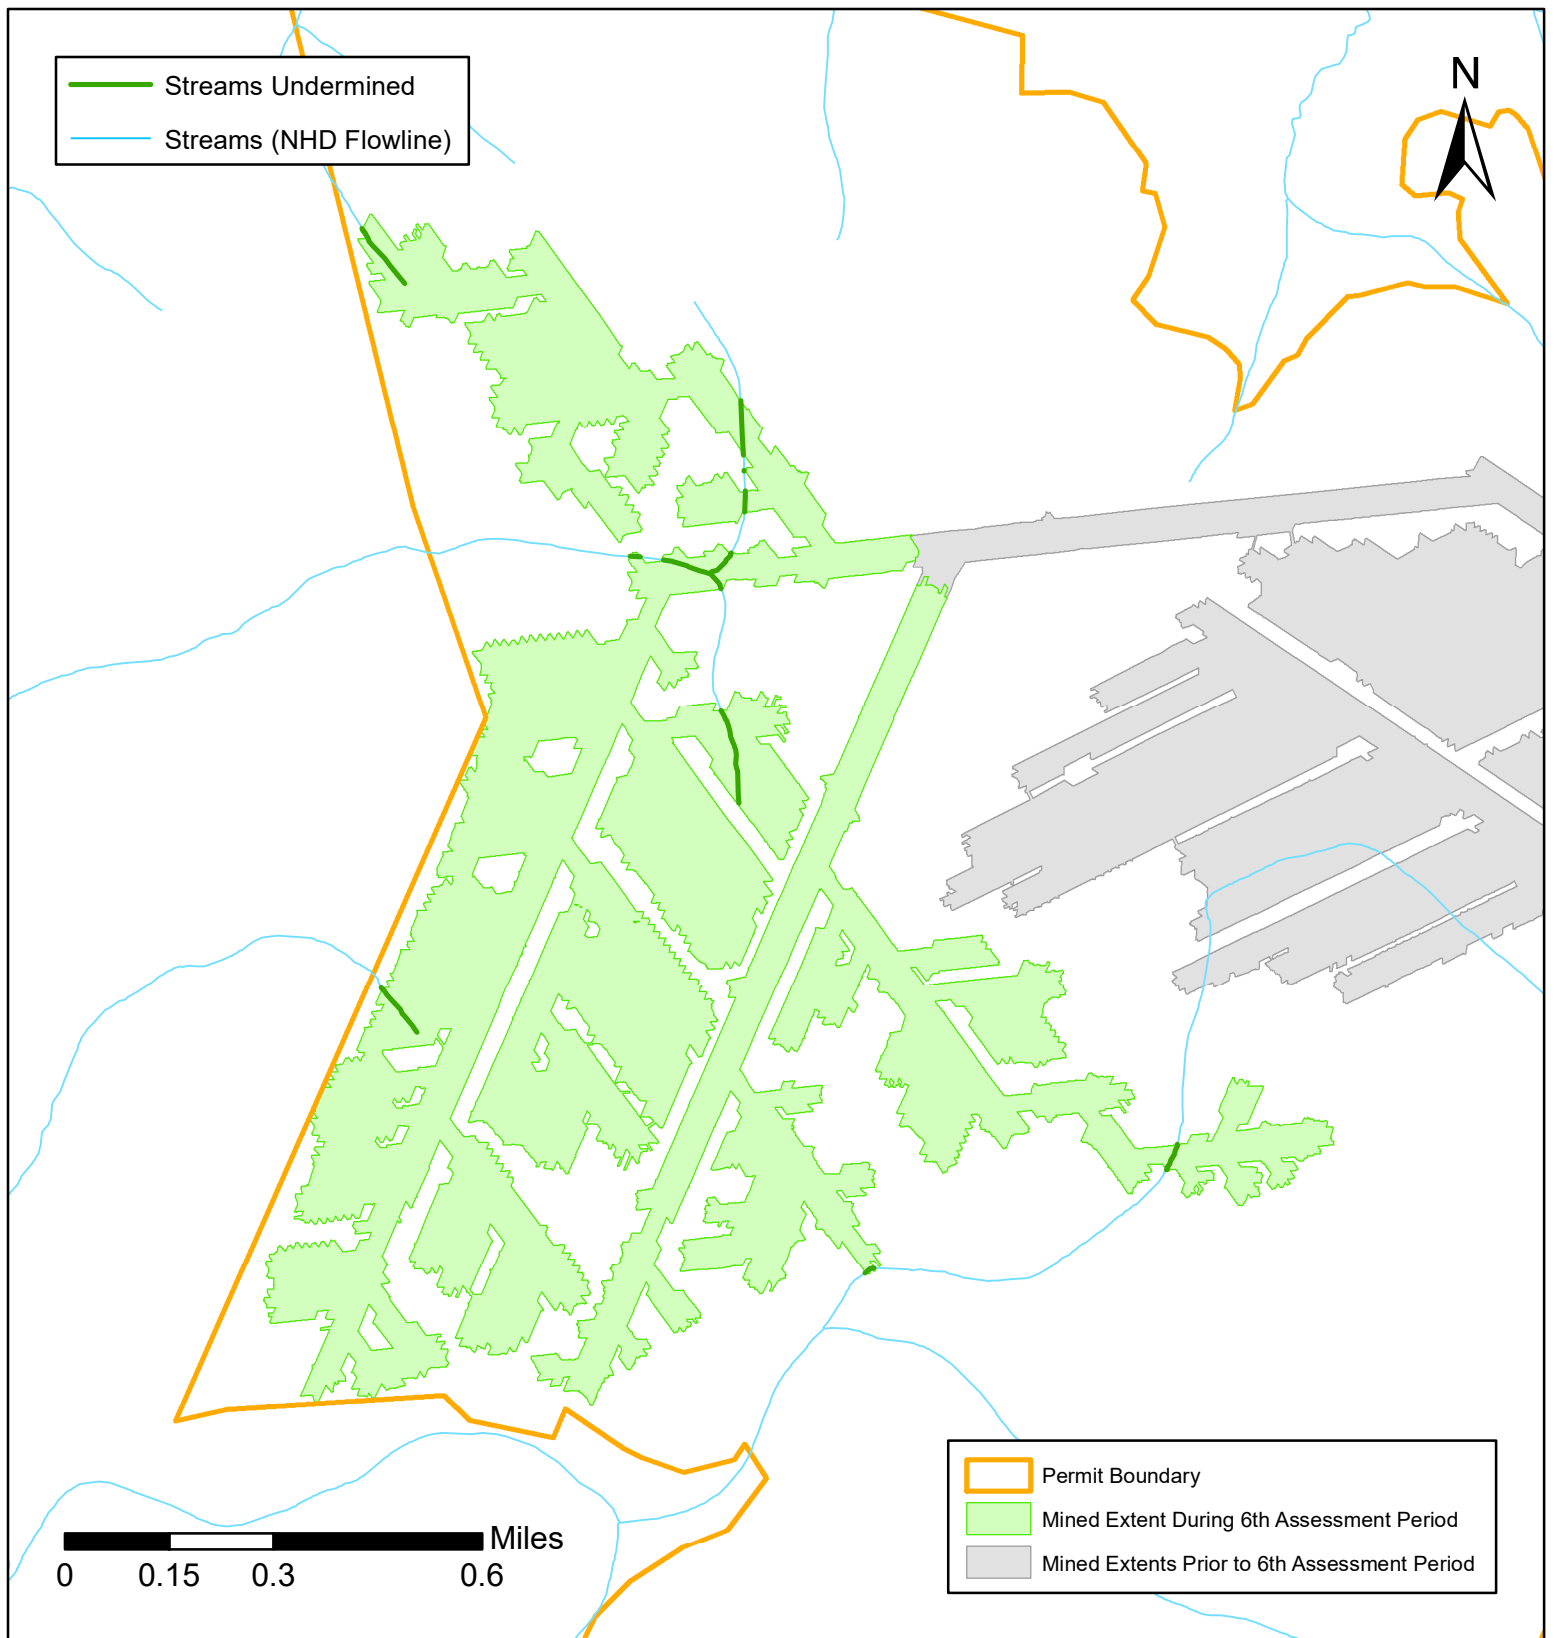 Streams Undermined
Streams (NHD Flowline)
N
Permit Boundary
Mined Extent During 6th Assessment Period
Mined Extents Prior to 6th Assessment Period
Miles
0 0.15 0.3 0.6